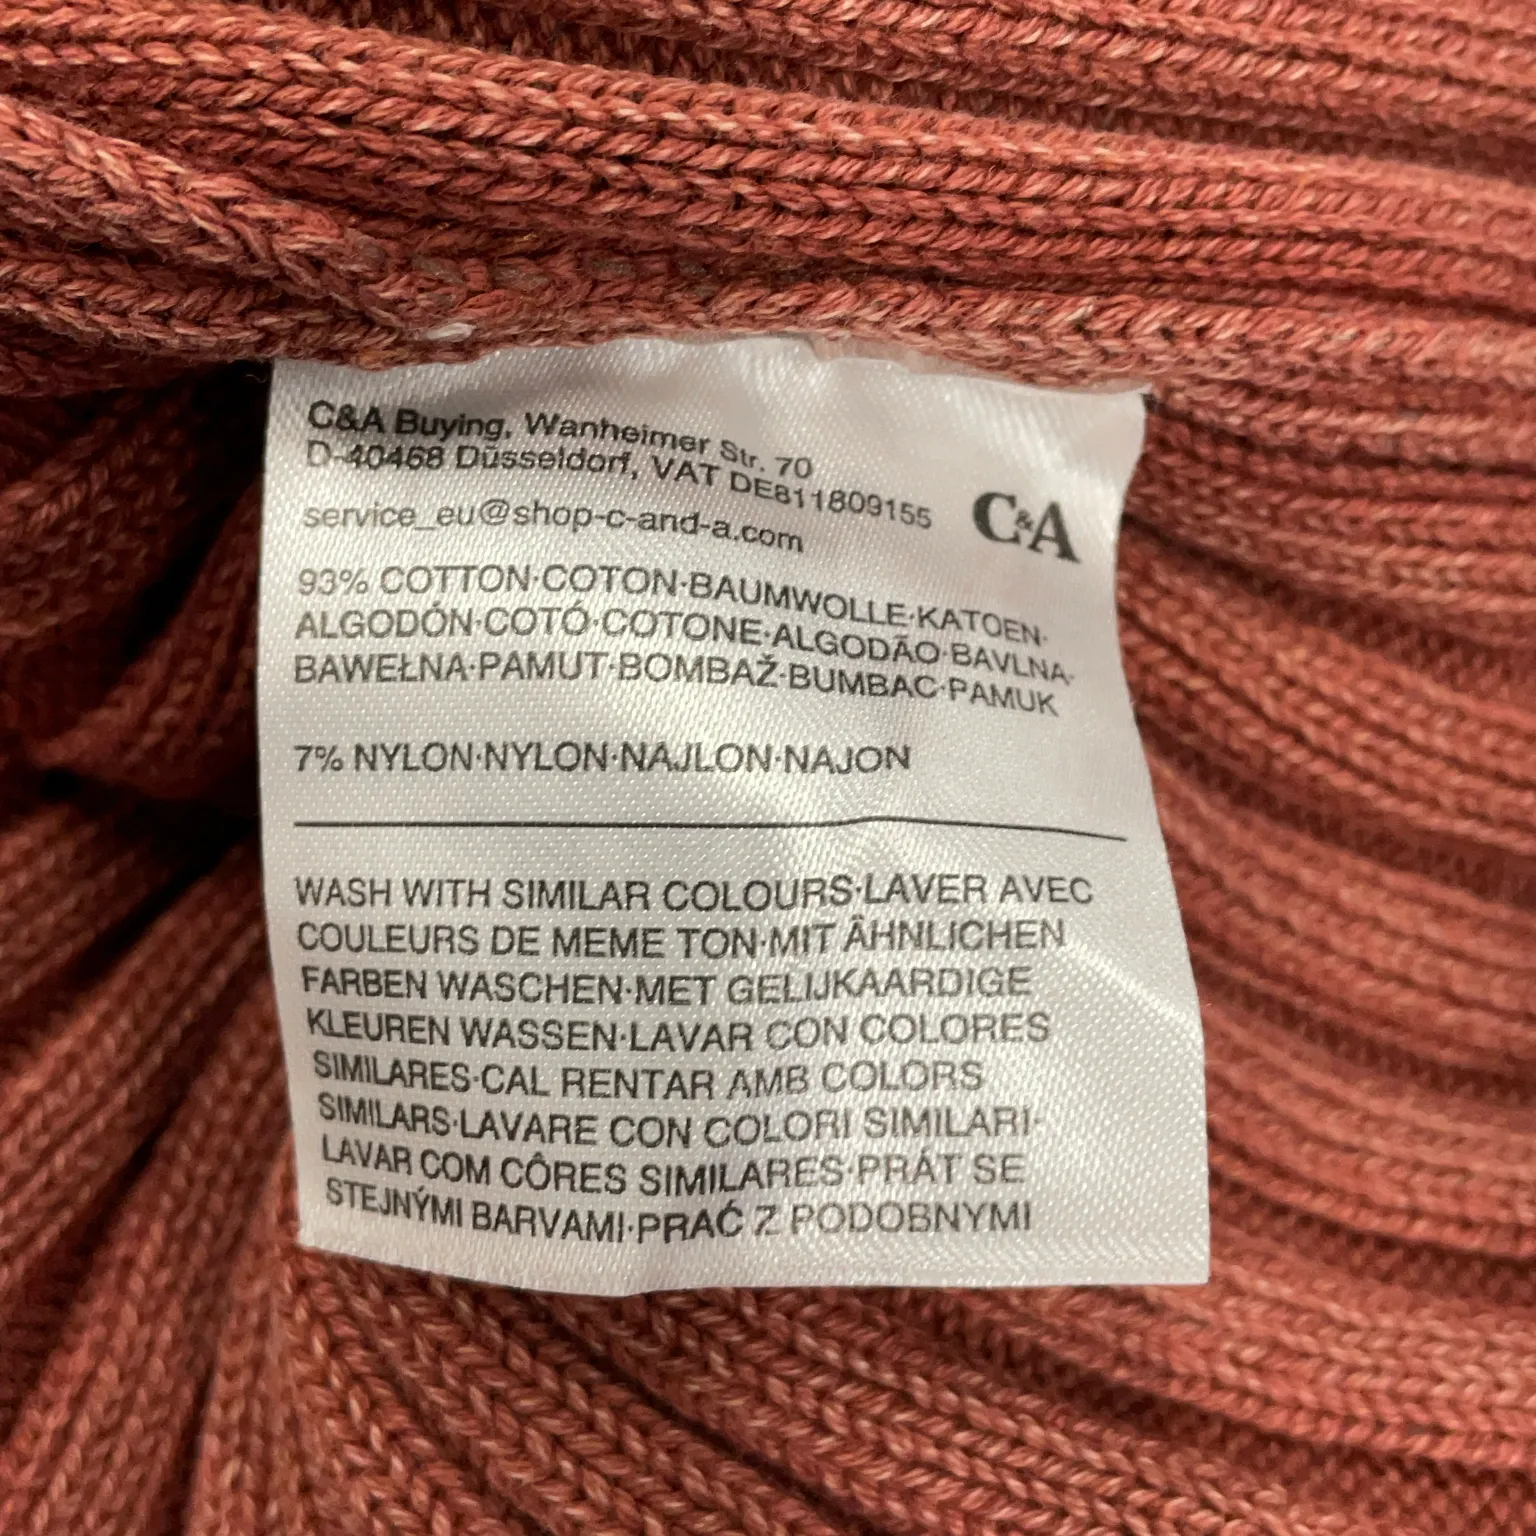 C&A Buying, Wanheimer Str. 70
D-40468 Düsseldorf, VAT DE811809155
service_eu@shop-c-and-a.com
C&A
93% COTTON·COTON·BAUMWOLLE·KATOEN·
ALGODÓN·COTÓ·COTONE·ALGODÃO·BAVLNA·
BAWEŁNA·PAMUT·BOMBAŽ·BUMBAC·PAMUK
7% NYLON·NYLON·NAJLON·NAJON
WASH WITH SIMILAR COLOURS·LAVER AVEC
COULEURS DE MEME TON·MIT ÄHNLICHEN
FARBEN WASCHEN·MET GELIJKAARDIGE
KLEUREN WASSEN·LAVAR CON COLORES
SIMILARES·CAL RENTAR AMB COLORS
SIMILARS·LAVARE CON COLORI SIMILARI·
LAVAR COM CÔRES SIMILARES·PRÁT SE
STEJNÝMI BARVAMI·PRAĆ Z PODOBNYMI